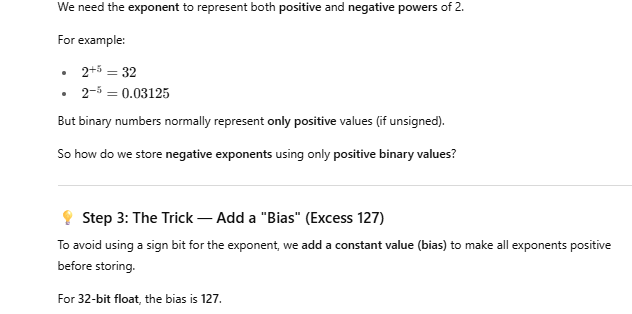 We need the exponent to represent both positive and negative powers of 2.
For example:
• 2⁺⁵ = 32
• 2⁻⁵ = 0.03125
But binary numbers normally represent only positive values (if unsigned).
So how do we store negative exponents using only positive binary values?
💡 Step 3: The Trick — Add a "Bias" (Excess 127)
To avoid using a sign bit for the exponent, we add a constant value (bias) to make all exponents positive
before storing.
For 32-bit float, the bias is 127.